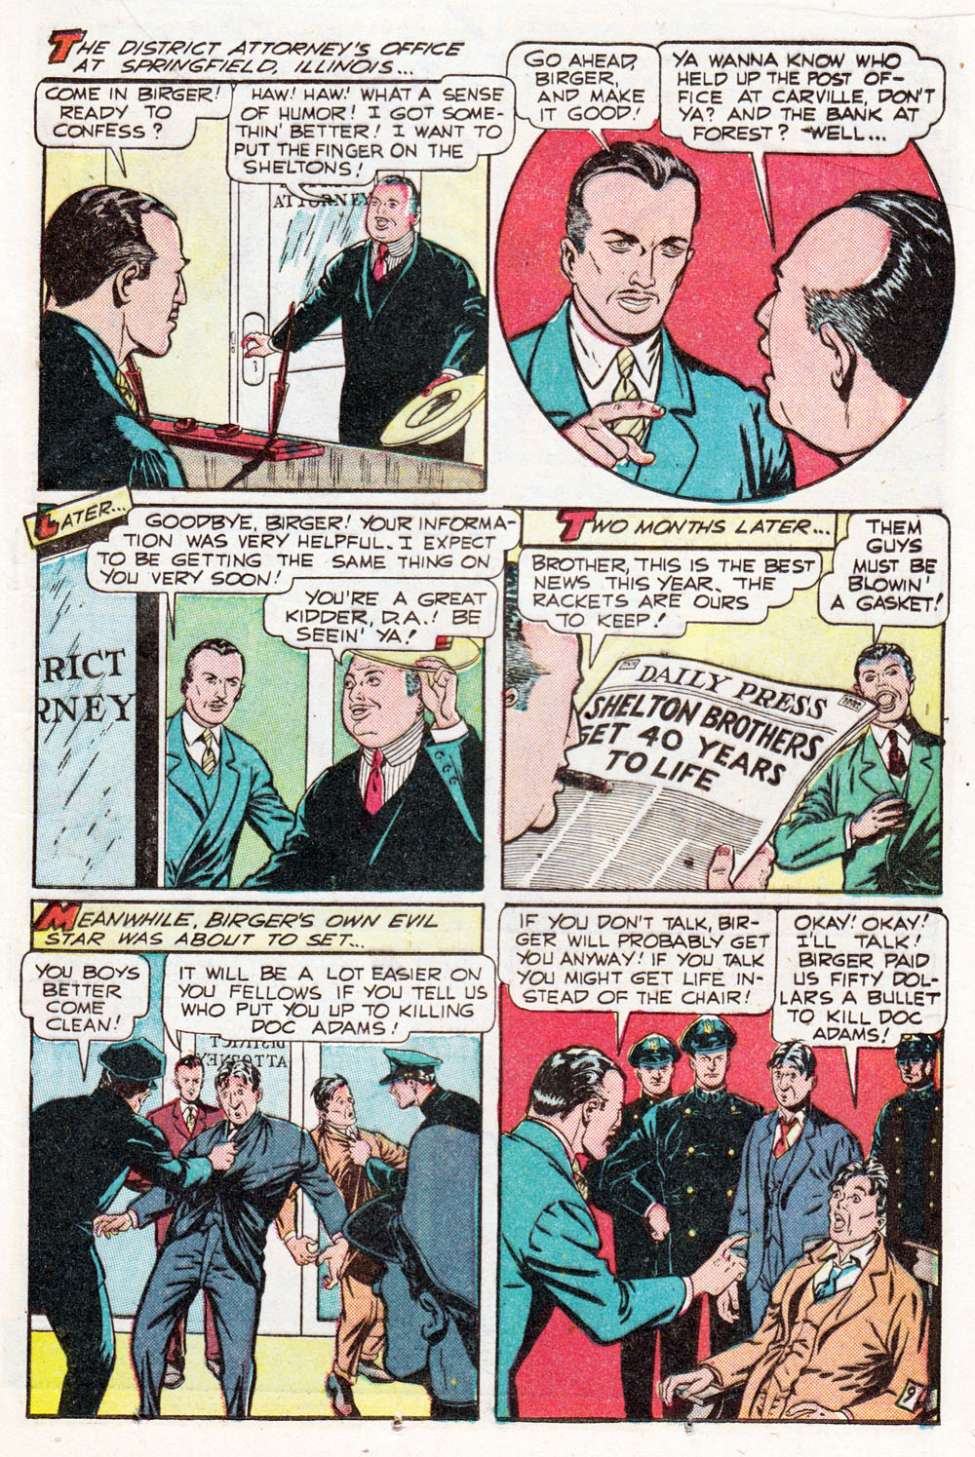 THE DISTRICT ATTORNEY'S OFFICE
AT SPRINGFIELD, ILLINOIS...
COME IN BIRGER!
READY TO
CONFESS?
HAW! HAW! WHAT A SENSE
OF HUMOR! I GOT SOME-
THIN' BETTER! I WANT TO
PUT THE FINGER ON THE
SHELTONS!
ATTORNEY
GO AHEAD,
BIRGER,
AND MAKE
IT GOOD!
YA WANNA KNOW WHO
HELD UP THE POST OF-
FICE AT CARVILLE, DON'T
YA? AND THE BANK AT
FOREST? -WELL...
LATER...
GOODBYE, BIRGER! YOUR INFORMA-
TION WAS VERY HELPFUL. I EXPECT
TO BE GETTING THE SAME THING ON
YOU VERY SOON!
YOU'RE A GREAT
KIDDER, D.A.! BE
SEEIN' YA!
RICT
RNEY
TWO MONTHS LATER...
BROTHER, THIS IS THE BEST
NEWS THIS YEAR. THE
RACKETS ARE OURS
TO KEEP!
THEM
GUYS
MUST BE
BLOWIN'
A GASKET!
DAILY PRESS
SHELTON BROTHERS
GET 40 YEARS
TO LIFE
MEANWHILE, BIRGER'S OWN EVIL
STAR WAS ABOUT TO SET...
YOU BOYS
BETTER
COME
CLEAN!
IT WILL BE A LOT EASIER ON
YOU FELLOWS IF YOU TELL US
WHO PUT YOU UP TO KILLING
DOC ADAMS!
DISTRICT
ATTORNEY
IF YOU DON'T TALK, BIR-
GER WILL PROBABLY GET
YOU ANYWAY! IF YOU TALK
YOU MIGHT GET LIFE IN-
STEAD OF THE CHAIR!
OKAY! OKAY!
I'LL TALK!
BIRGER PAID
US FIFTY DOL-
LARS A BULLET
TO KILL DOC
ADAMS!
9